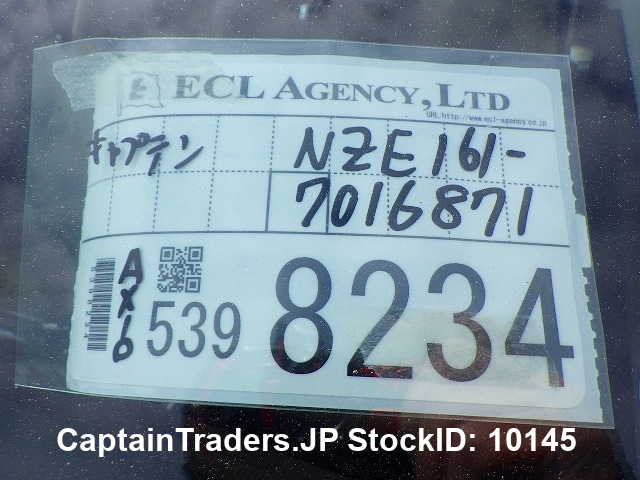 ECL AGENCY, LTD
URL:http://www.ecl-agency.co.jp
キャプテン
NZE161-
7016871
Axio
539 8234
CaptainTraders.JP StockID: 10145